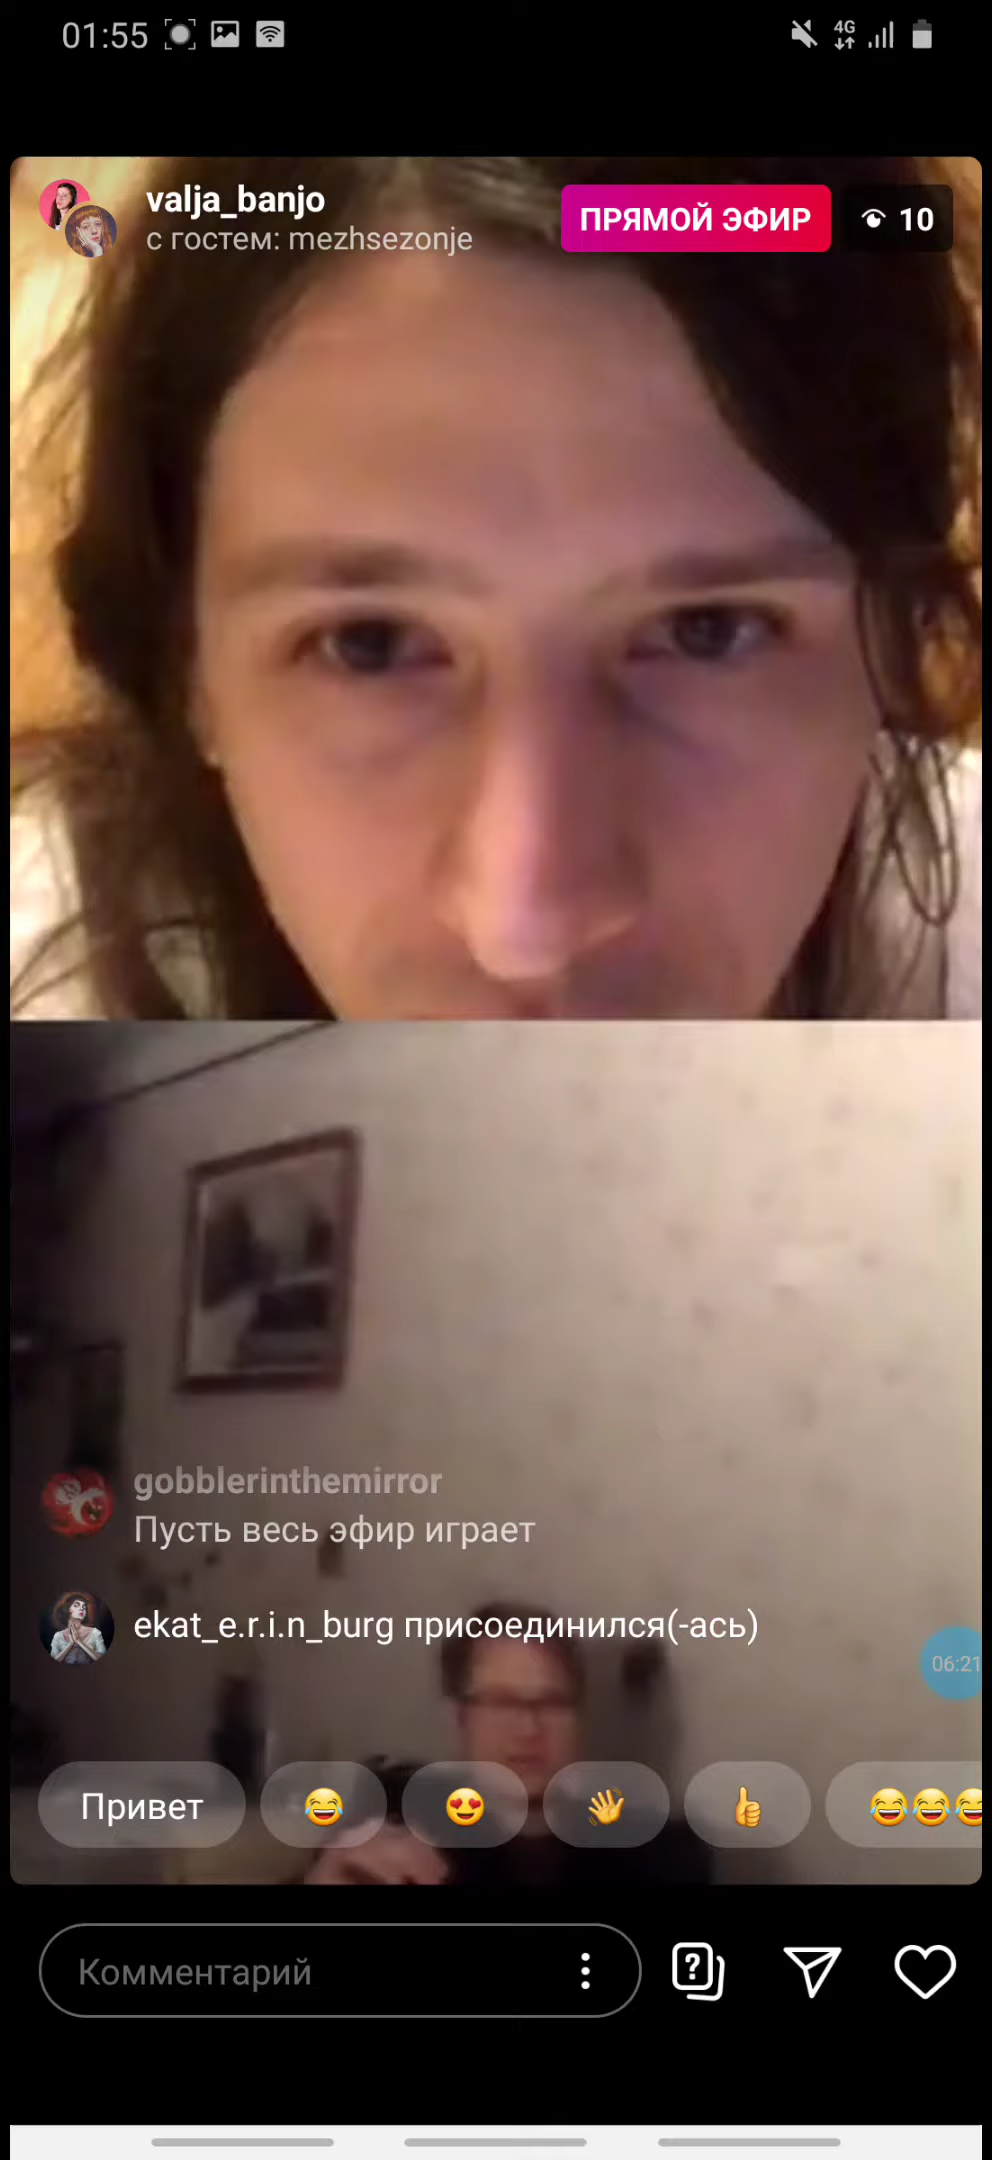 01:55
4G
valja_banjo
с гостем: mezhsezonje
ПРЯМОЙ ЭФИР
10
gobblerinthemirror
Пусть весь эфир играет
ekat_e.r.i.n_burg присоединился(-ась)
06:21
Привет
Комментарий
?